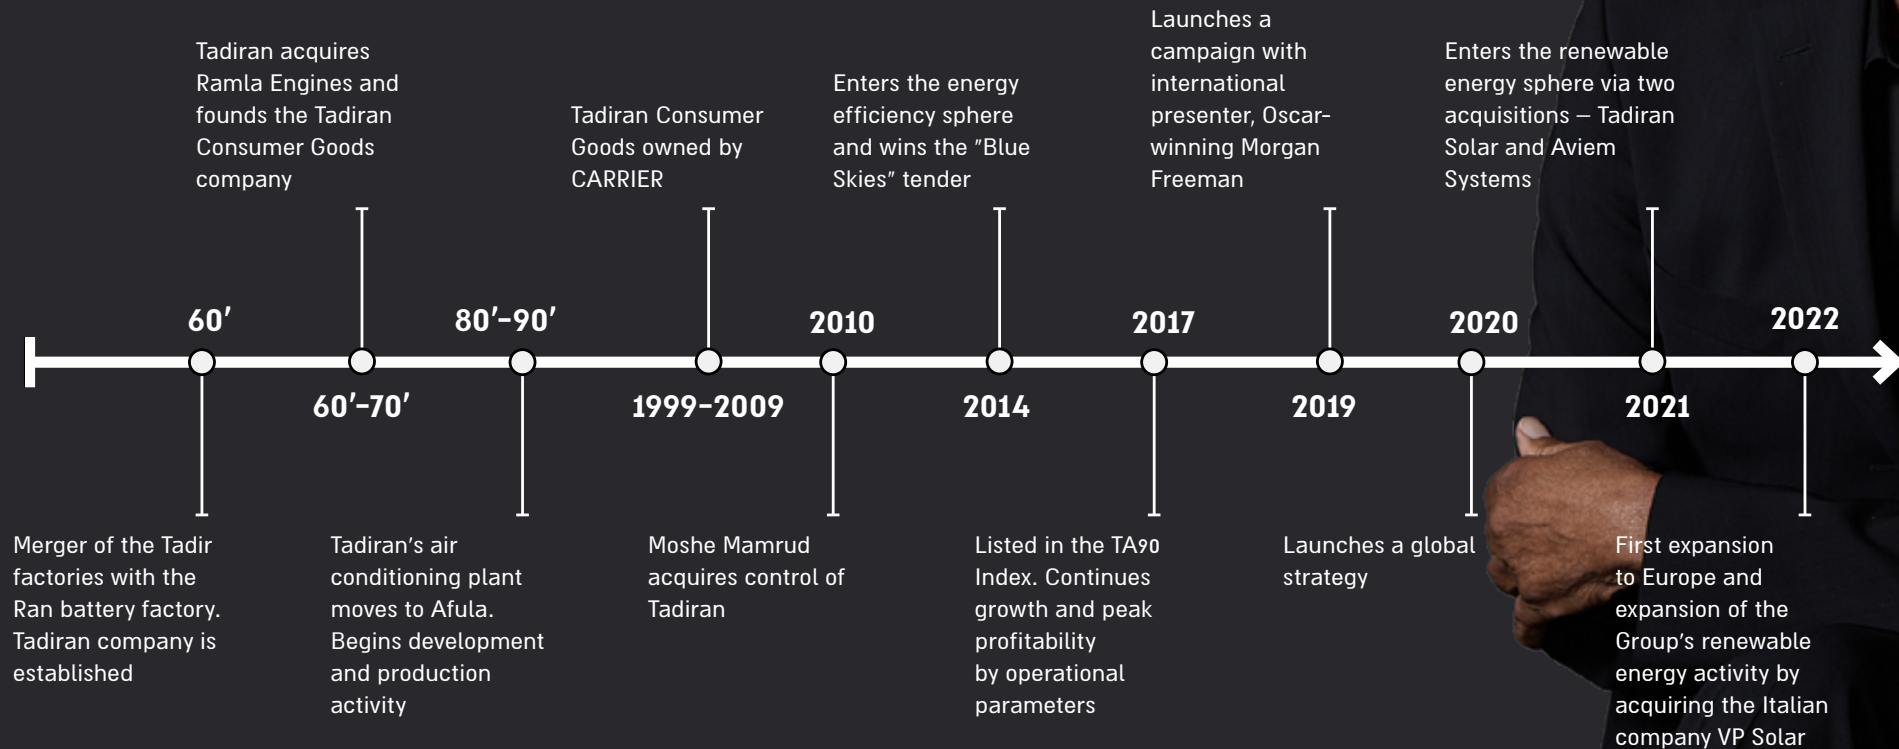 Tadiran acquires
Ramla Engines and
founds the Tadiran
Consumer Goods
company
Tadiran Consumer
Goods owned by
CARRIER
Enters the energy
efficiency sphere
and wins the "Blue
Skies" tender
Launches a
campaign with
international
presenter, Oscar-
winning Morgan
Freeman
Enters the renewable
energy sphere via two
acquisitions – Tadiran
Solar and Aviem
Systems
60'
80'-90'
2010
2017
2020
2022
60'-70'
1999-2009
2014
2019
2021
Merger of the Tadir
factories with the
Ran battery factory.
Tadiran company is
established
Tadiran's air
conditioning plant
moves to Afula.
Begins development
and production
activity
Moshe Mamrud
acquires control of
Tadiran
Listed in the TA90
Index. Continues
growth and peak
profitability
by operational
parameters
Launches a global
strategy
First expansion
to Europe and
expansion of the
Group's renewable
energy activity by
acquiring the Italian
company VP Solar